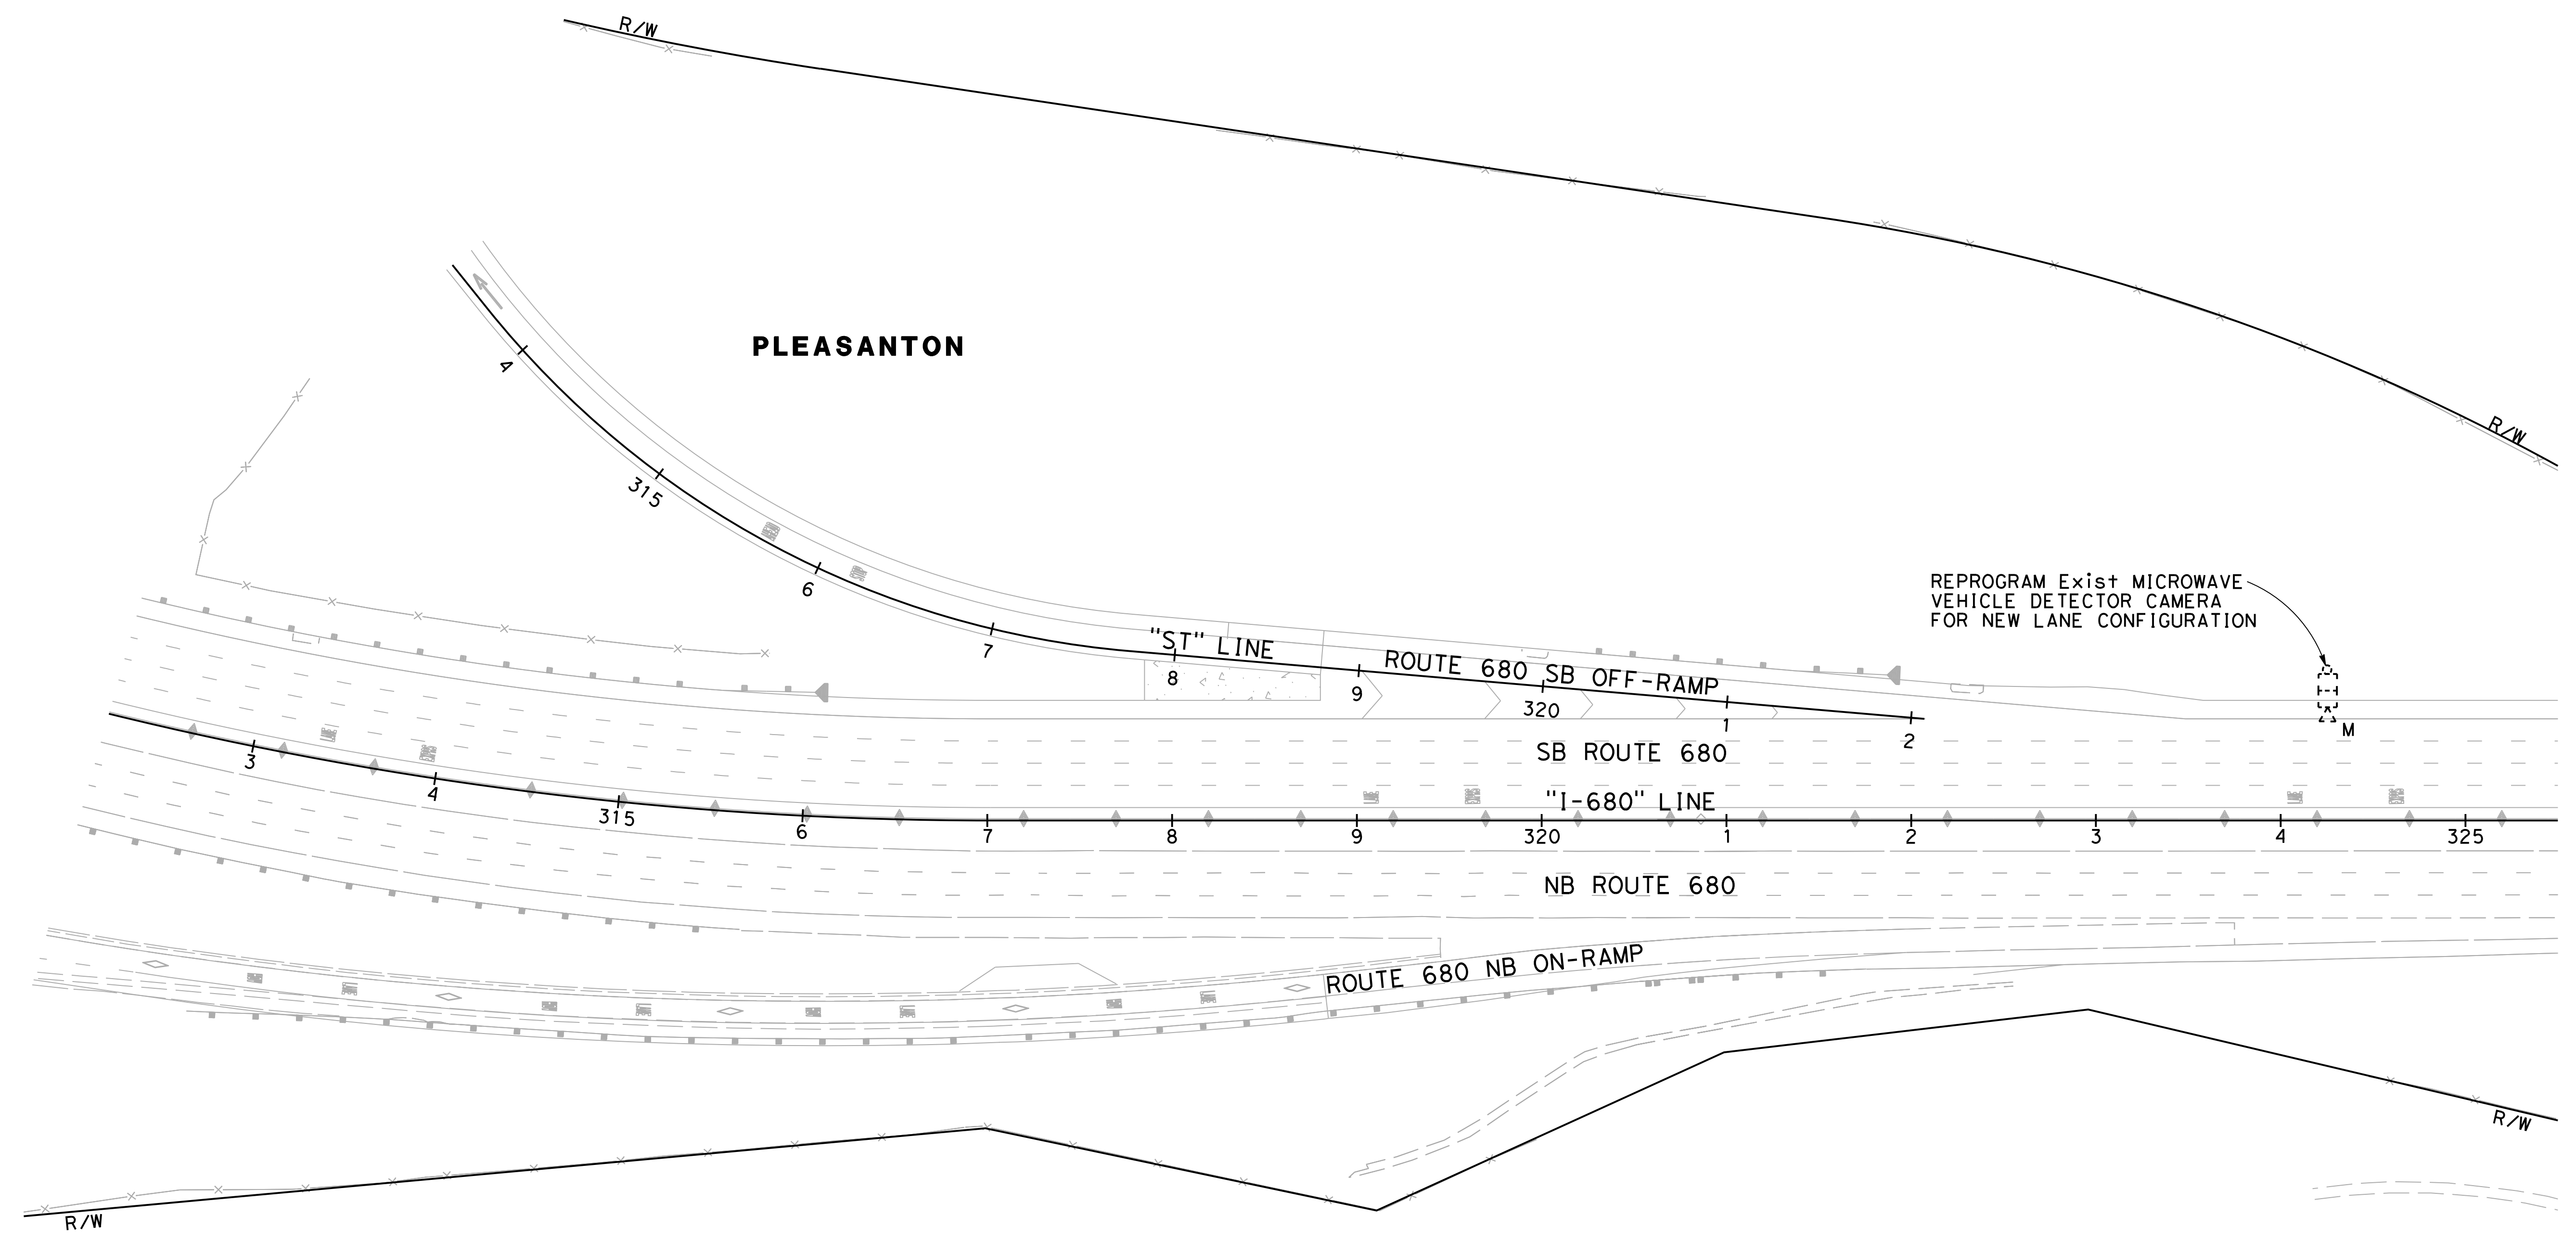 R/W
PLEASANTON
R/W
4
315
6
7
8
9
320
1
2
"ST" LINE
ROUTE 680 SB OFF-RAMP
REPROGRAM Exist MICROWAVE
VEHICLE DETECTOR CAMERA
FOR NEW LANE CONFIGURATION
M
SB ROUTE 680
"I-680" LINE
3
4
315
6
7
8
9
320
1
2
3
4
325
NB ROUTE 680
ROUTE 680 NB ON-RAMP
R/W
R/W